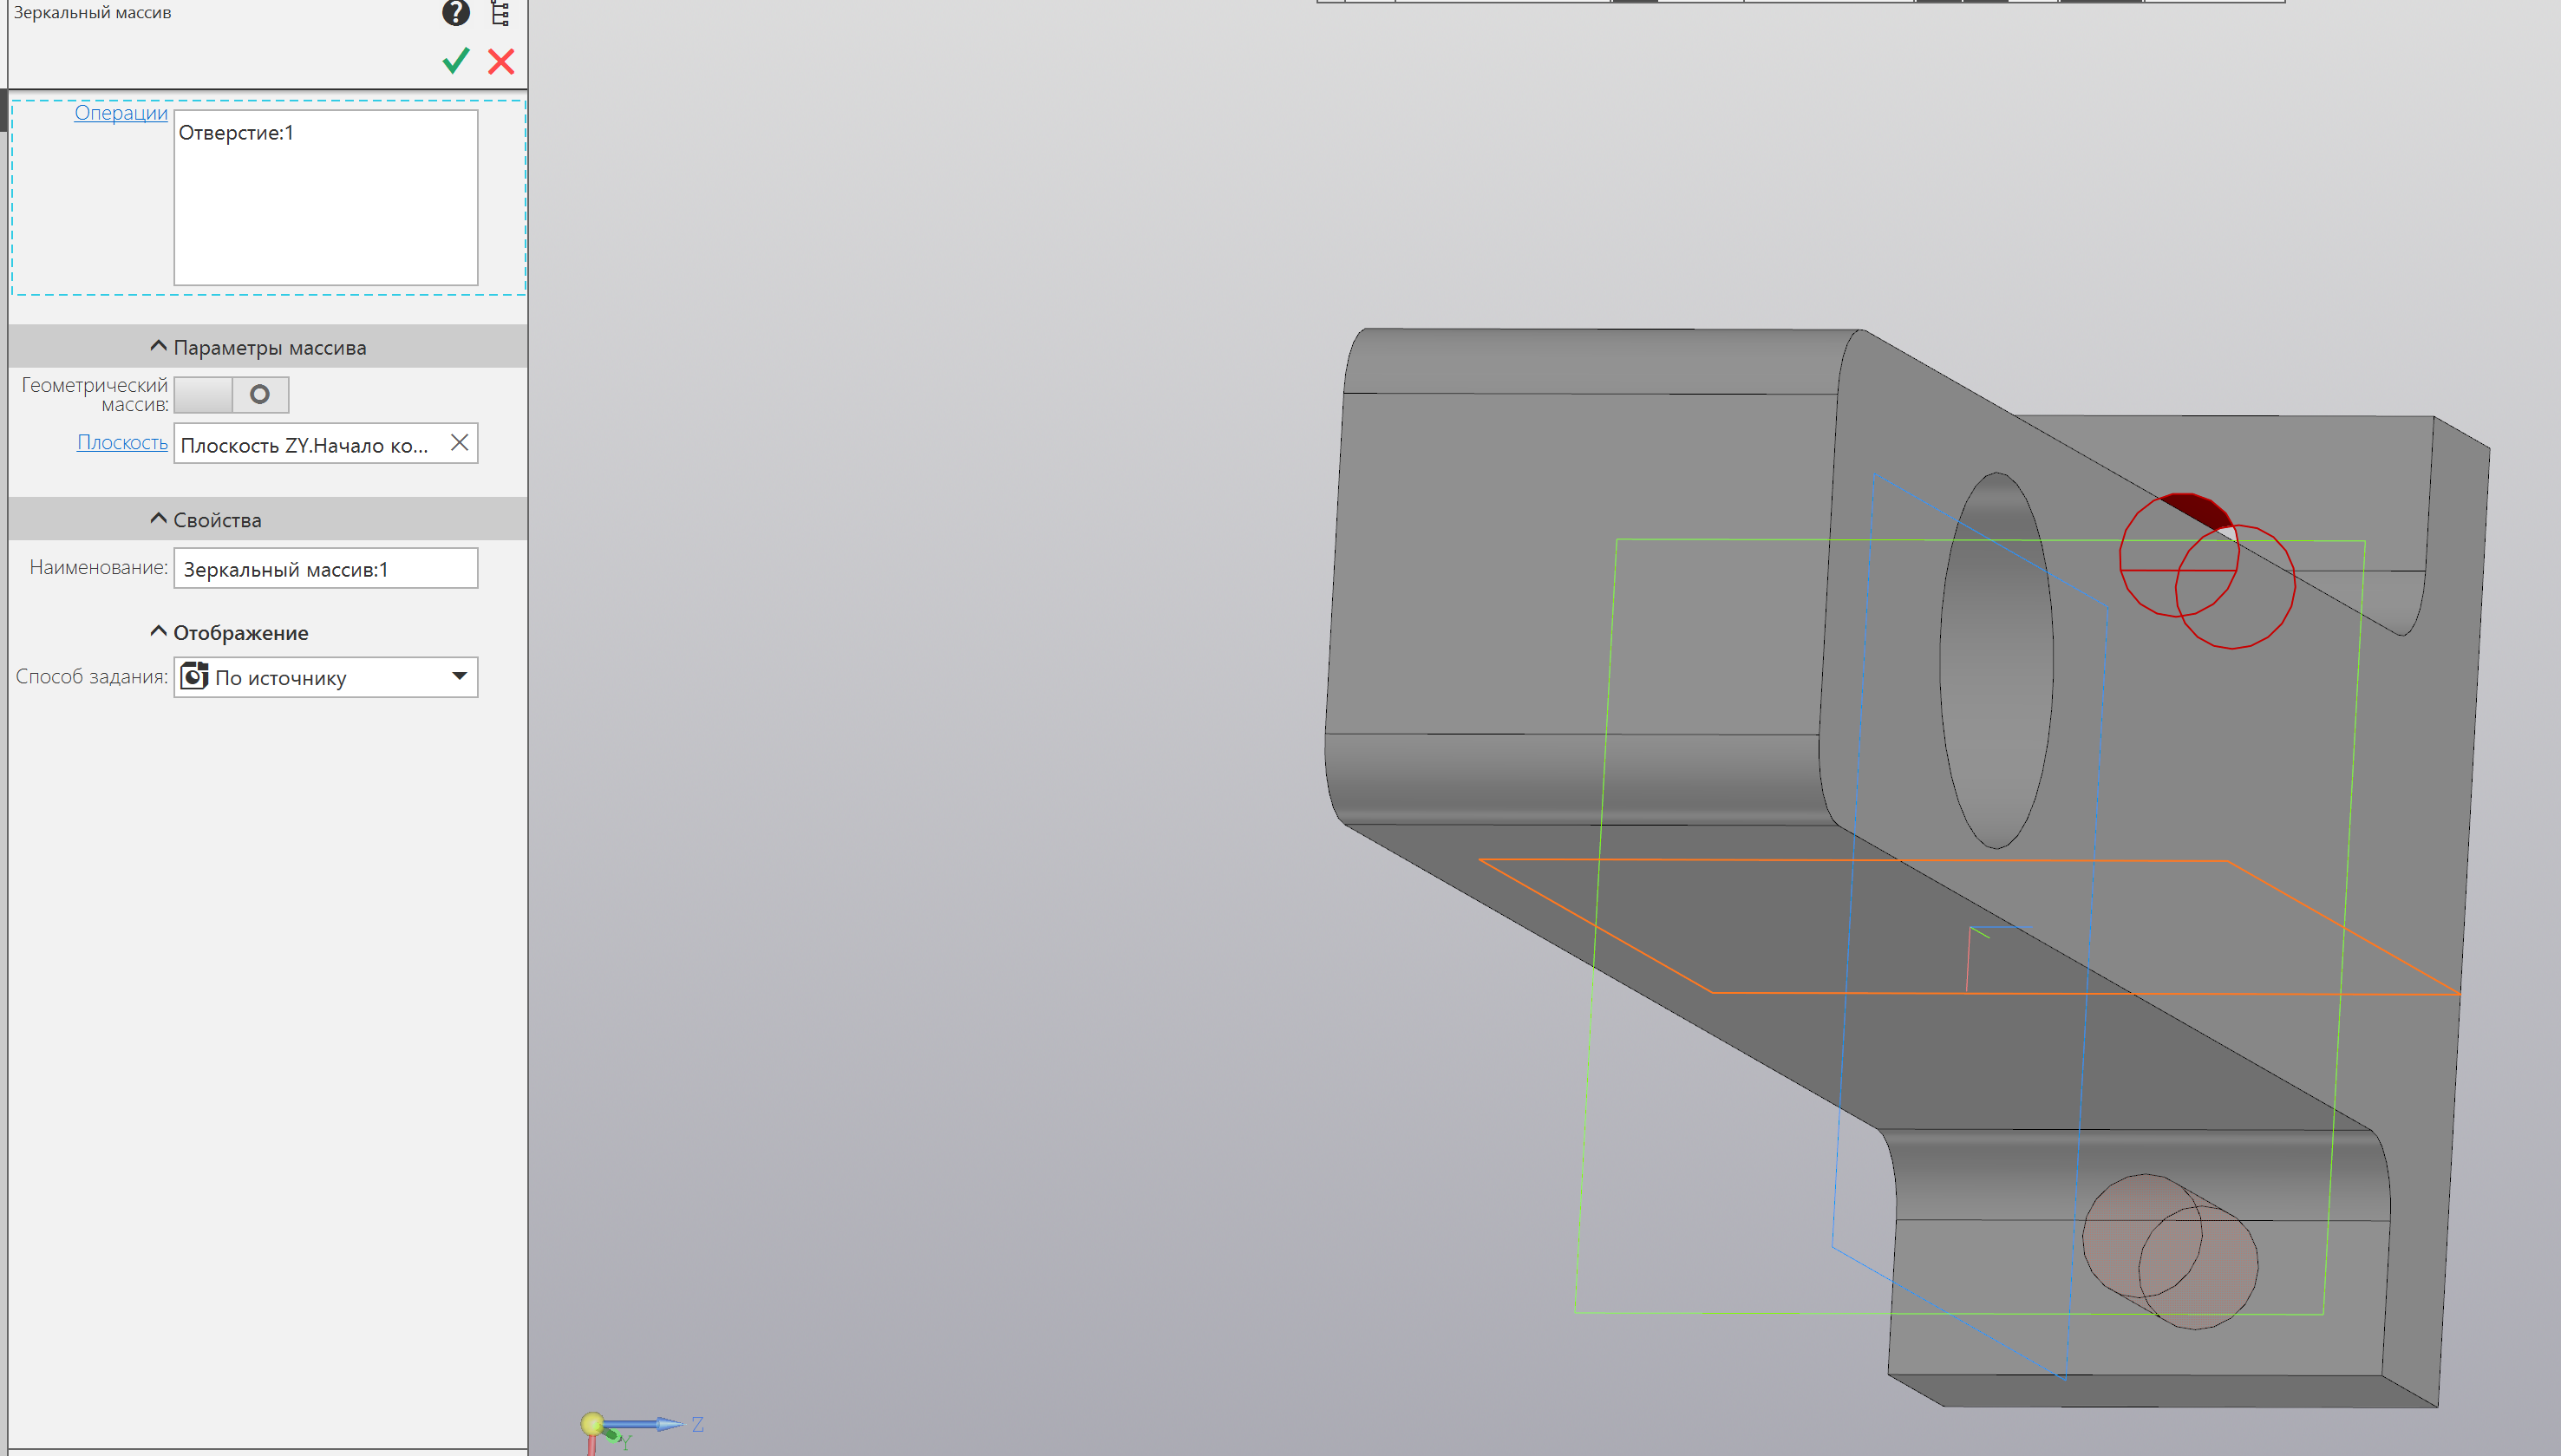 Зеркальный массив
?
Операции
Отверстие:1
Параметры массива
Геометрический
массив:
Плоскость
Плоскость ZY.Начало ко...
Свойства
Наименование:
Зеркальный массив:1
Отображение
Способ задания:
По источнику
Z
Y